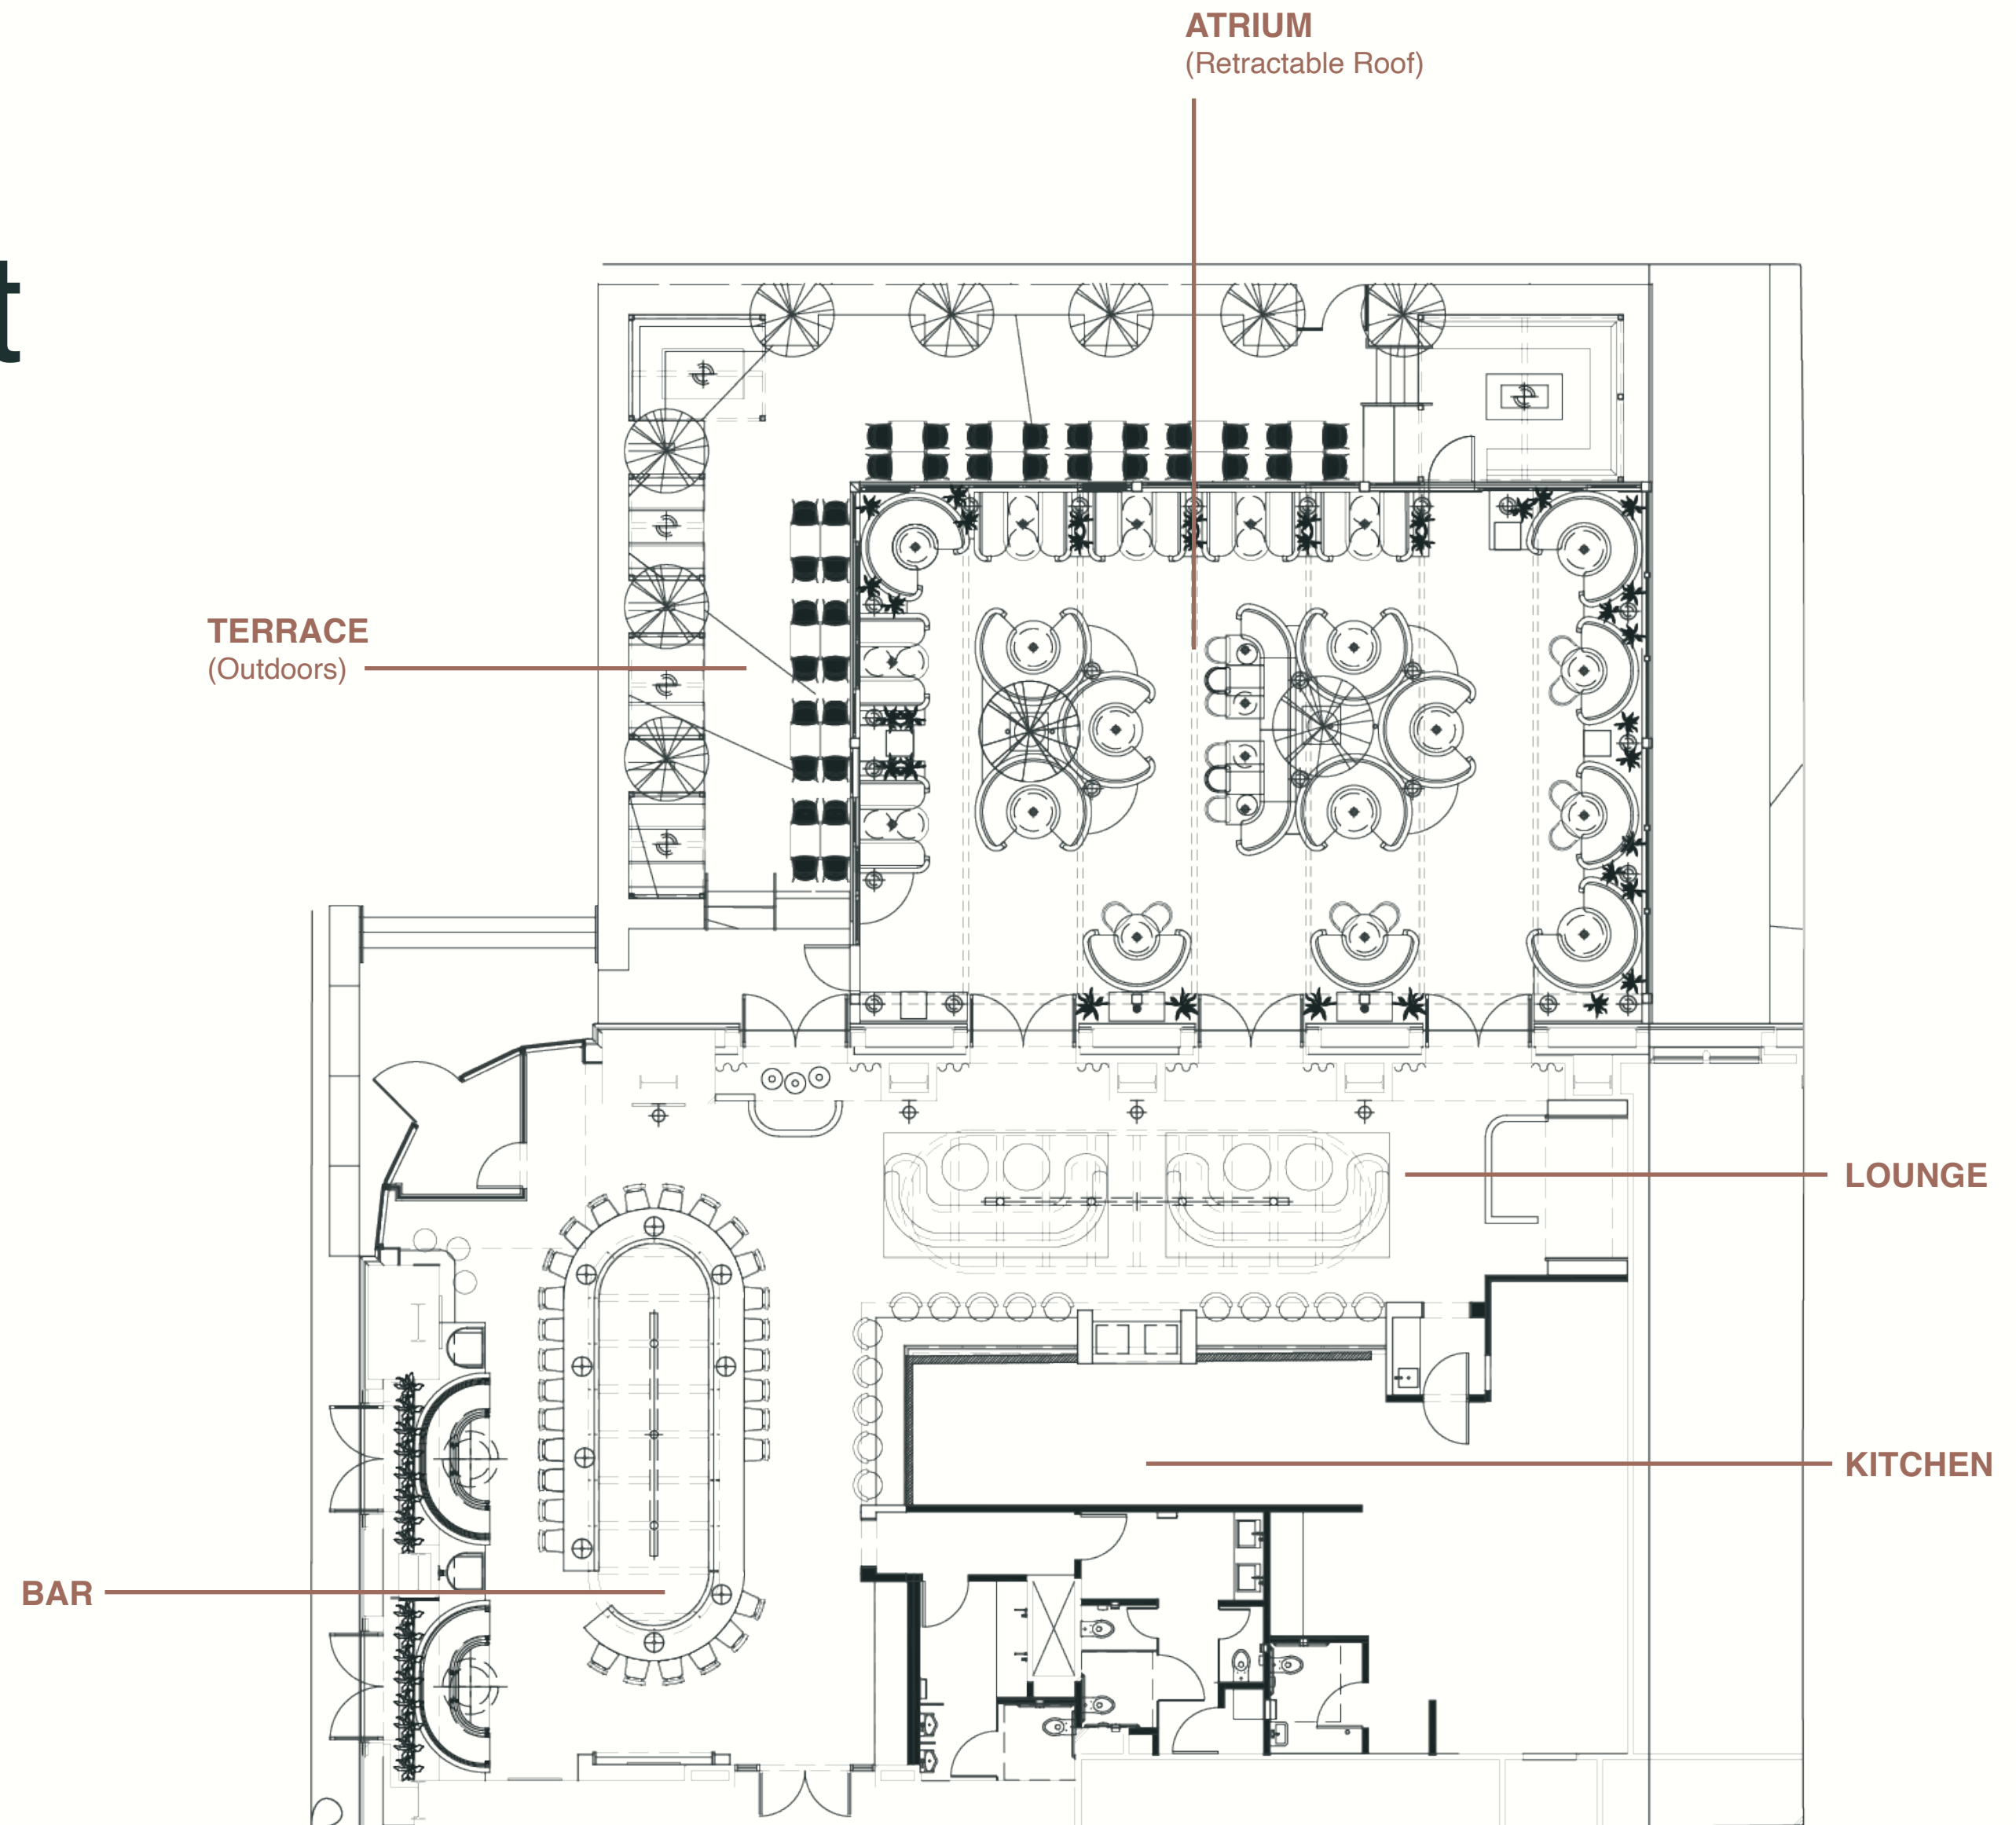 ATRIUM
(Retractable Roof)
t
TERRACE
(Outdoors)
LOUNGE
KITCHEN
BAR